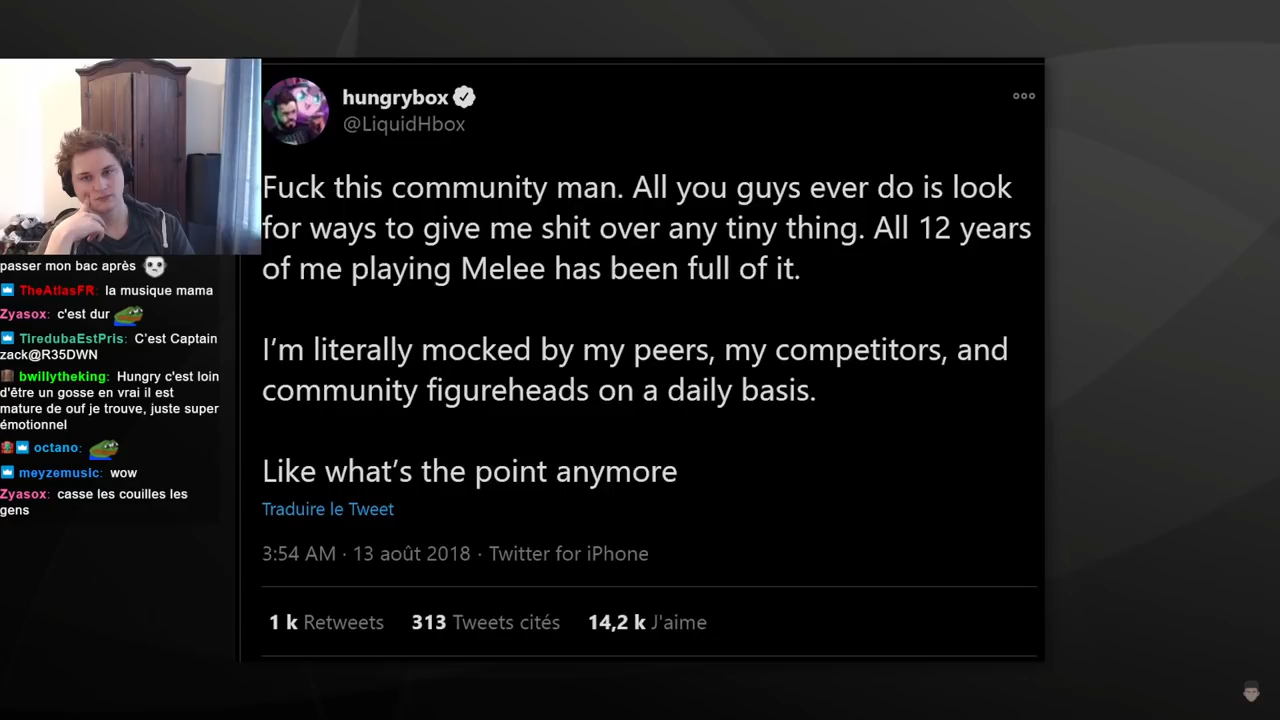 hungrybox
@LiquidHbox
Fuck this community man. All you guys ever do is look
for ways to give me shit over any tiny thing. All 12 years
of me playing Melee has been full of it.
I’m literally mocked by my peers, my competitors, and
community figureheads on a daily basis.
Like what’s the point anymore
Traduire le Tweet
3:54 AM · 13 août 2018 · Twitter for iPhone
1 k Retweets 313 Tweets cités 14,2 k J'aime
passer mon bac après
TheAtlasFR: la musique mama
Zyasox: c'est dur
TIredubaEstPris: C'est Captain
zack@R35DWN
bwillytheking: Hungry c'est loin
d'être un gosse en vrai il est
mature de ouf je trouve, juste super
émotionnel
octano:
meyzemusic: wow
Zyasox: casse les couilles les
gens